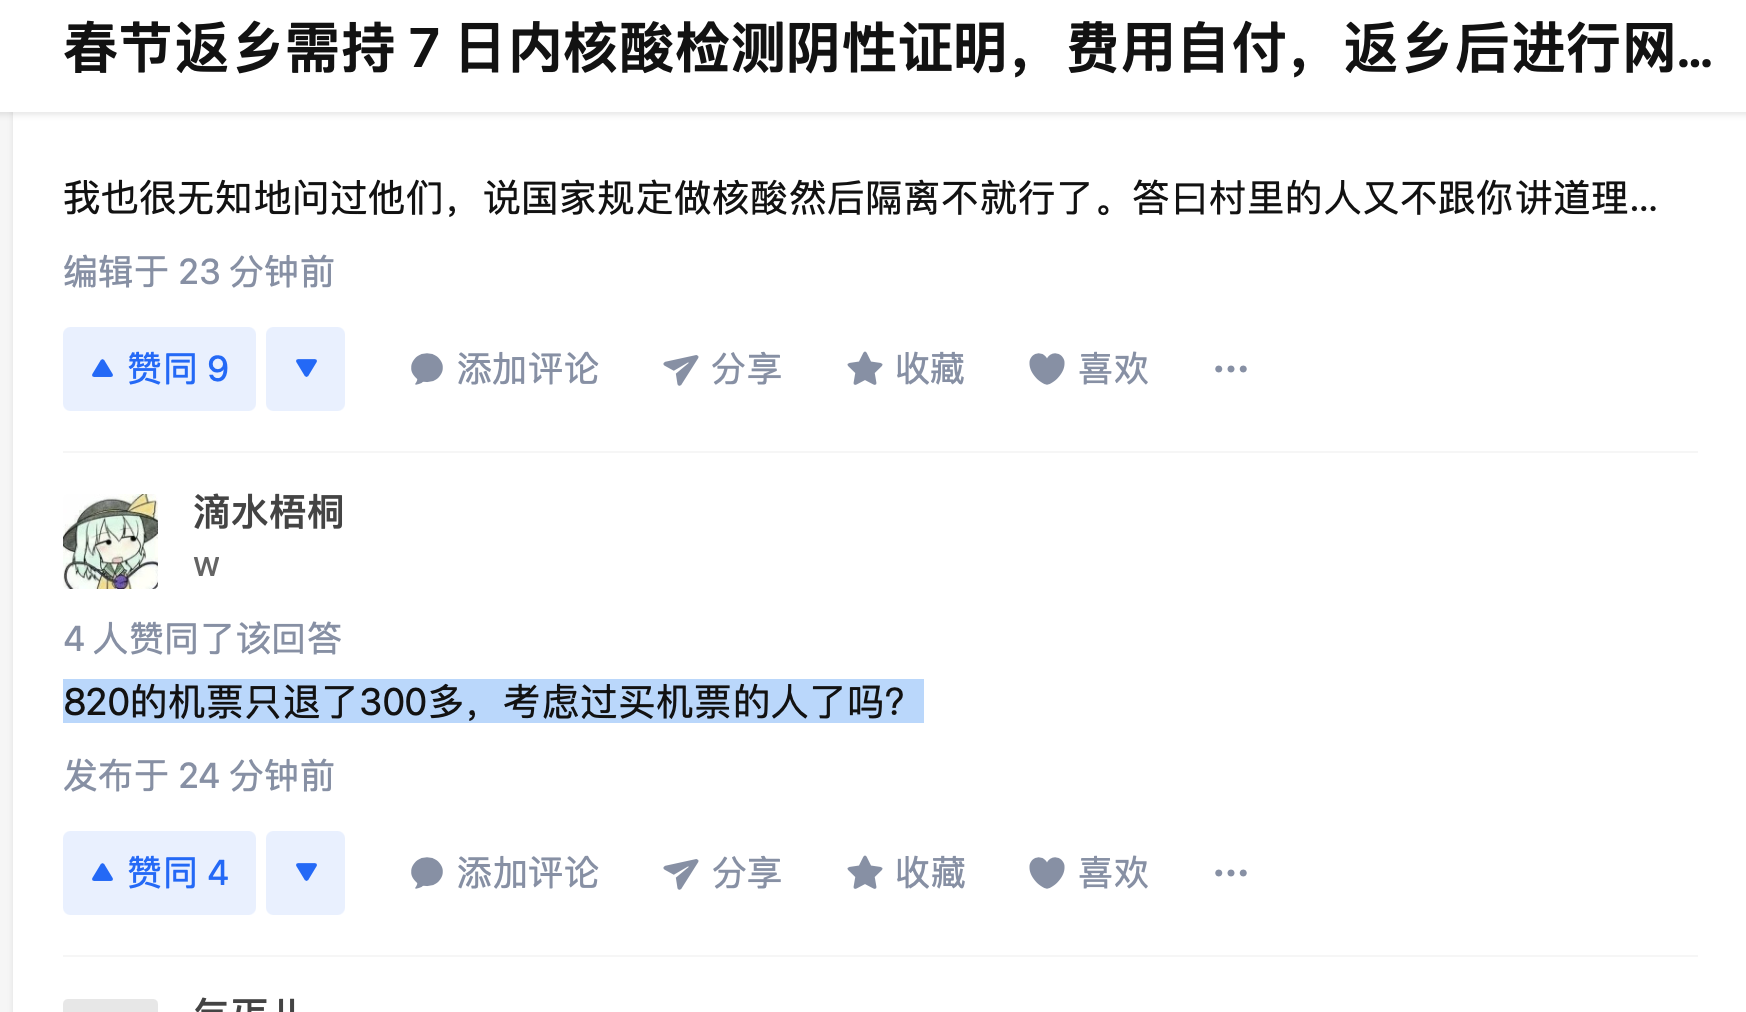 春节返乡需持 7 日内核酸检测阴性证明，费用自付，返乡后进行网...
我也很无知地问过他们，说国家规定做核酸然后隔离不就行了。答曰村里的人又不跟你讲道理...
编辑于 23 分钟前
赞同 9 添加评论 分享 收藏 喜欢
滴水梧桐
w
4 人赞同了该回答
820的机票只退了300多，考虑过买机票的人了吗？
发布于 24 分钟前
赞同 4 添加评论 分享 收藏 喜欢